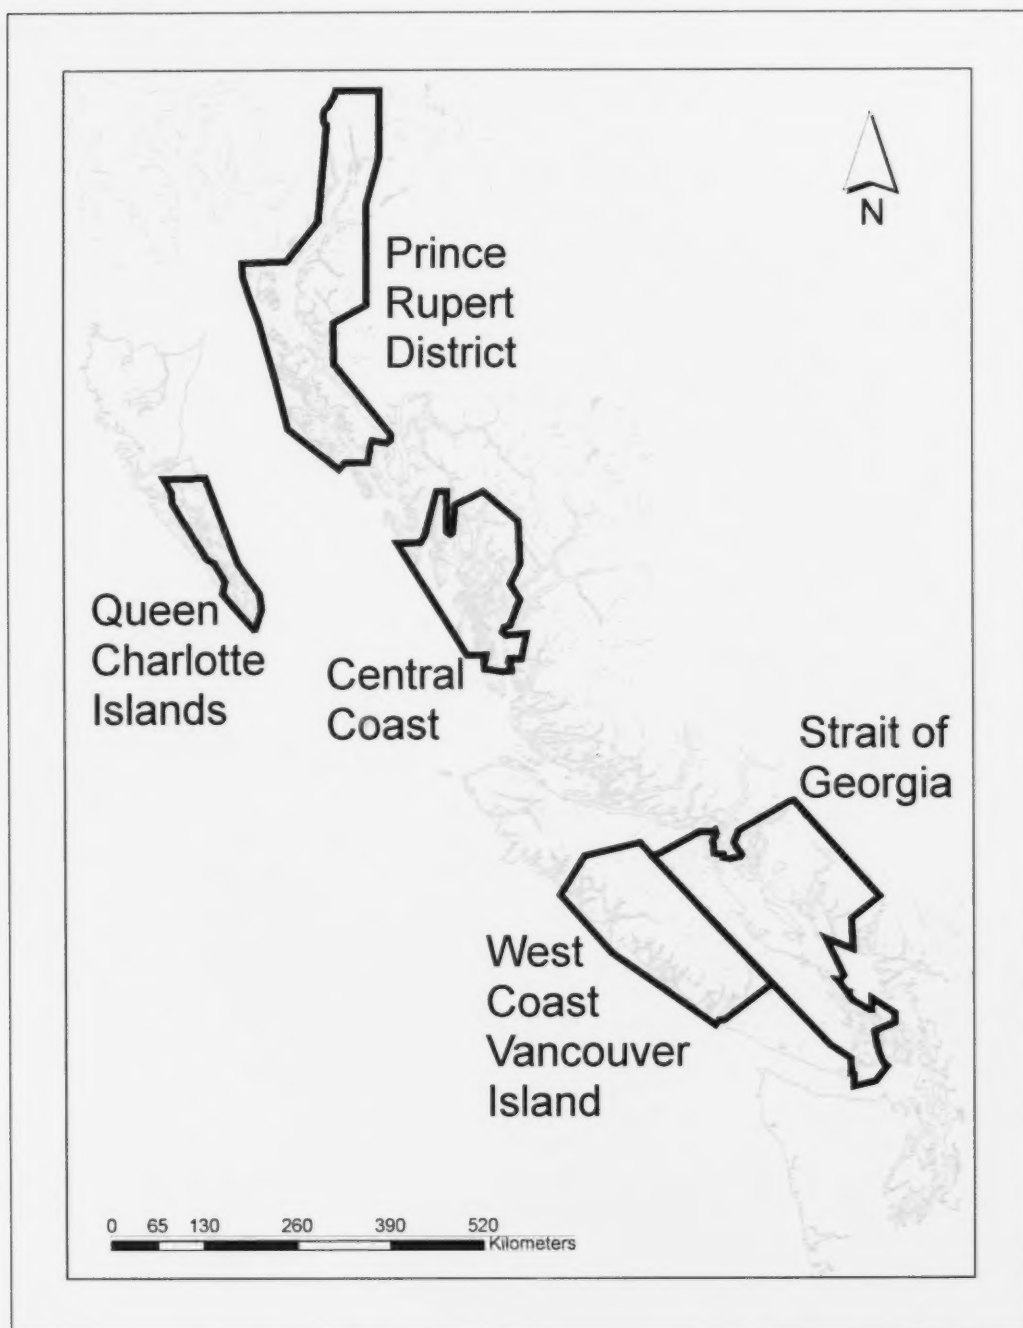 N
Prince
Rupert
District
Queen
Charlotte
Islands
Central
Coast
Strait of
Georgia
West
Coast
Vancouver
Island
0 65 130 260 390 520
Kilometers